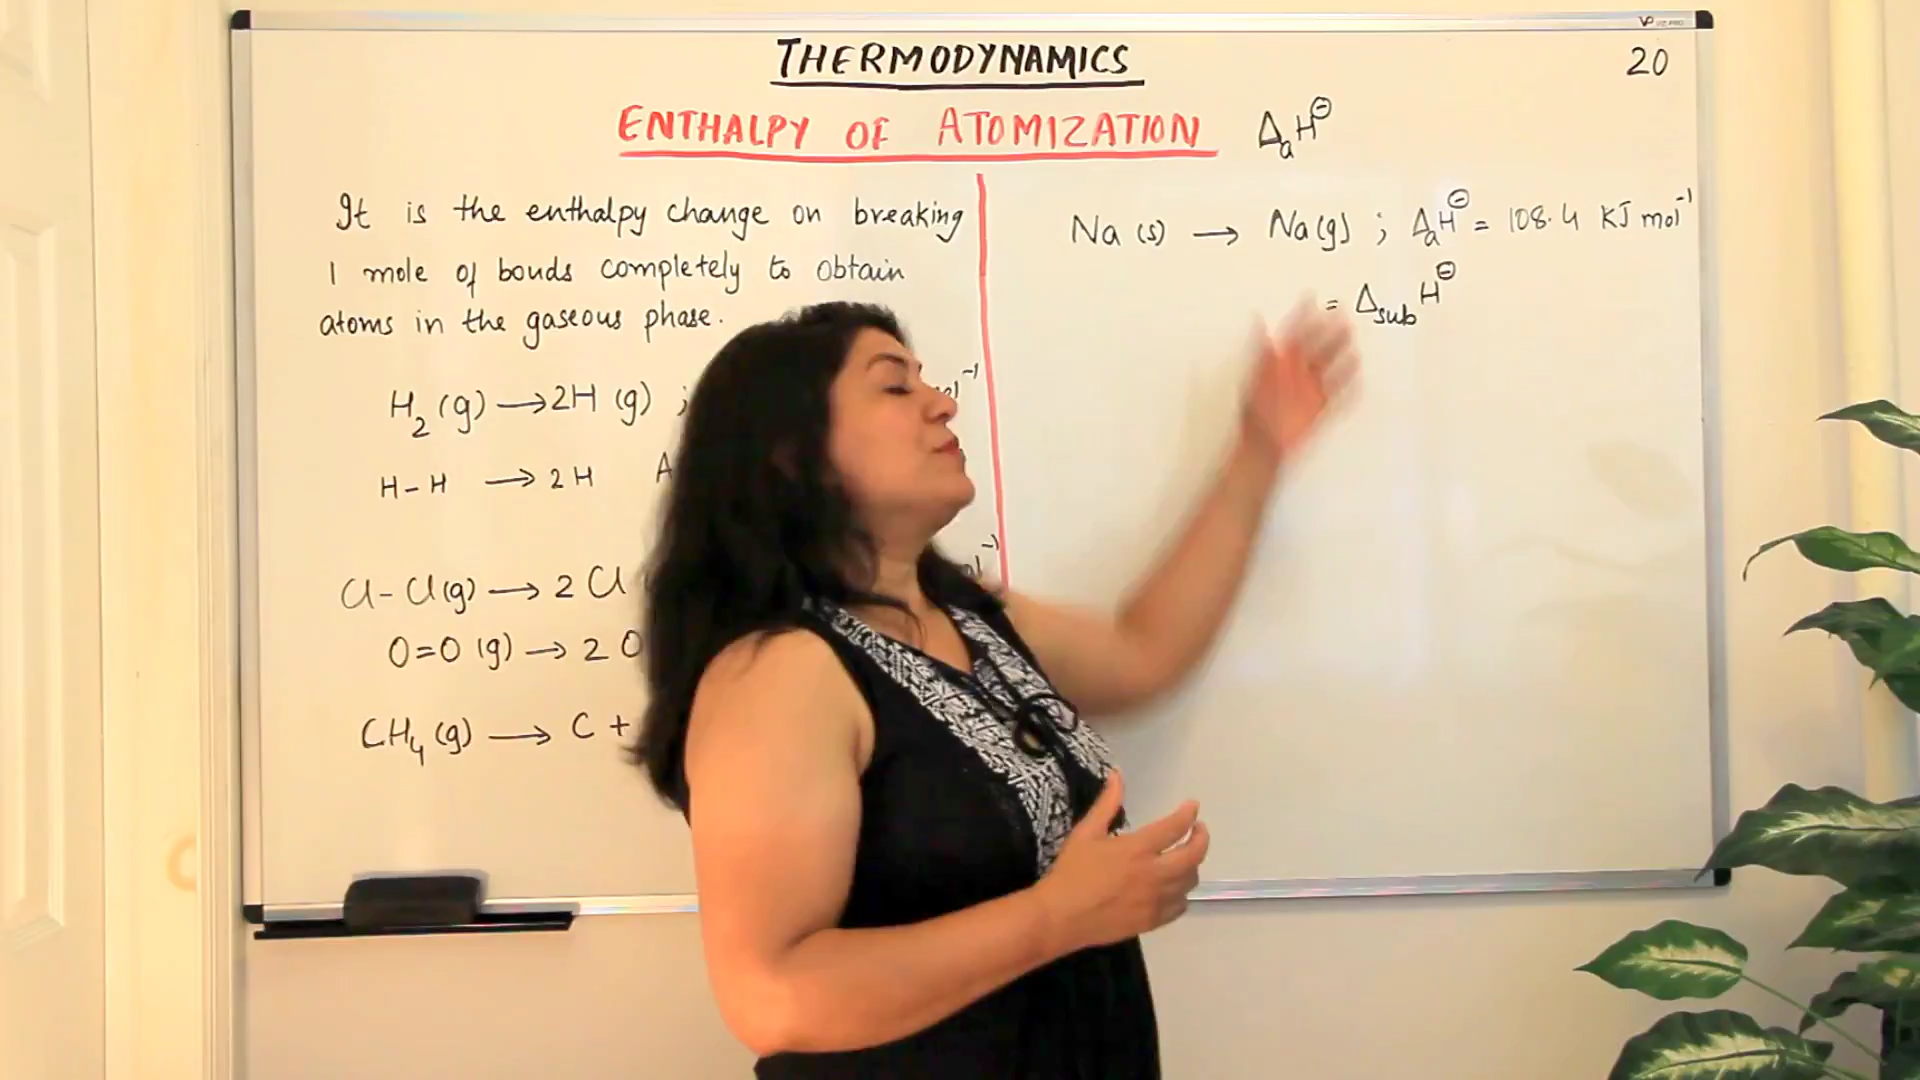 THERMODYNAMICS
20
ENTHALPY OF ATOMIZATION ΔₐH⊖
It is the enthalpy change on breaking
1 mole of bonds completely to obtain
atoms in the gaseous phase.
H₂(g) → 2H (g) ;
H-H → 2H
Cl-Cl(g) → 2 Cl
O=O (g) → 2 O
CH₄(g) → C +
Na (s) → Na(g) ; ΔₐH⊖ = 108.4 KJ mol⁻¹
= Δsub H⊖